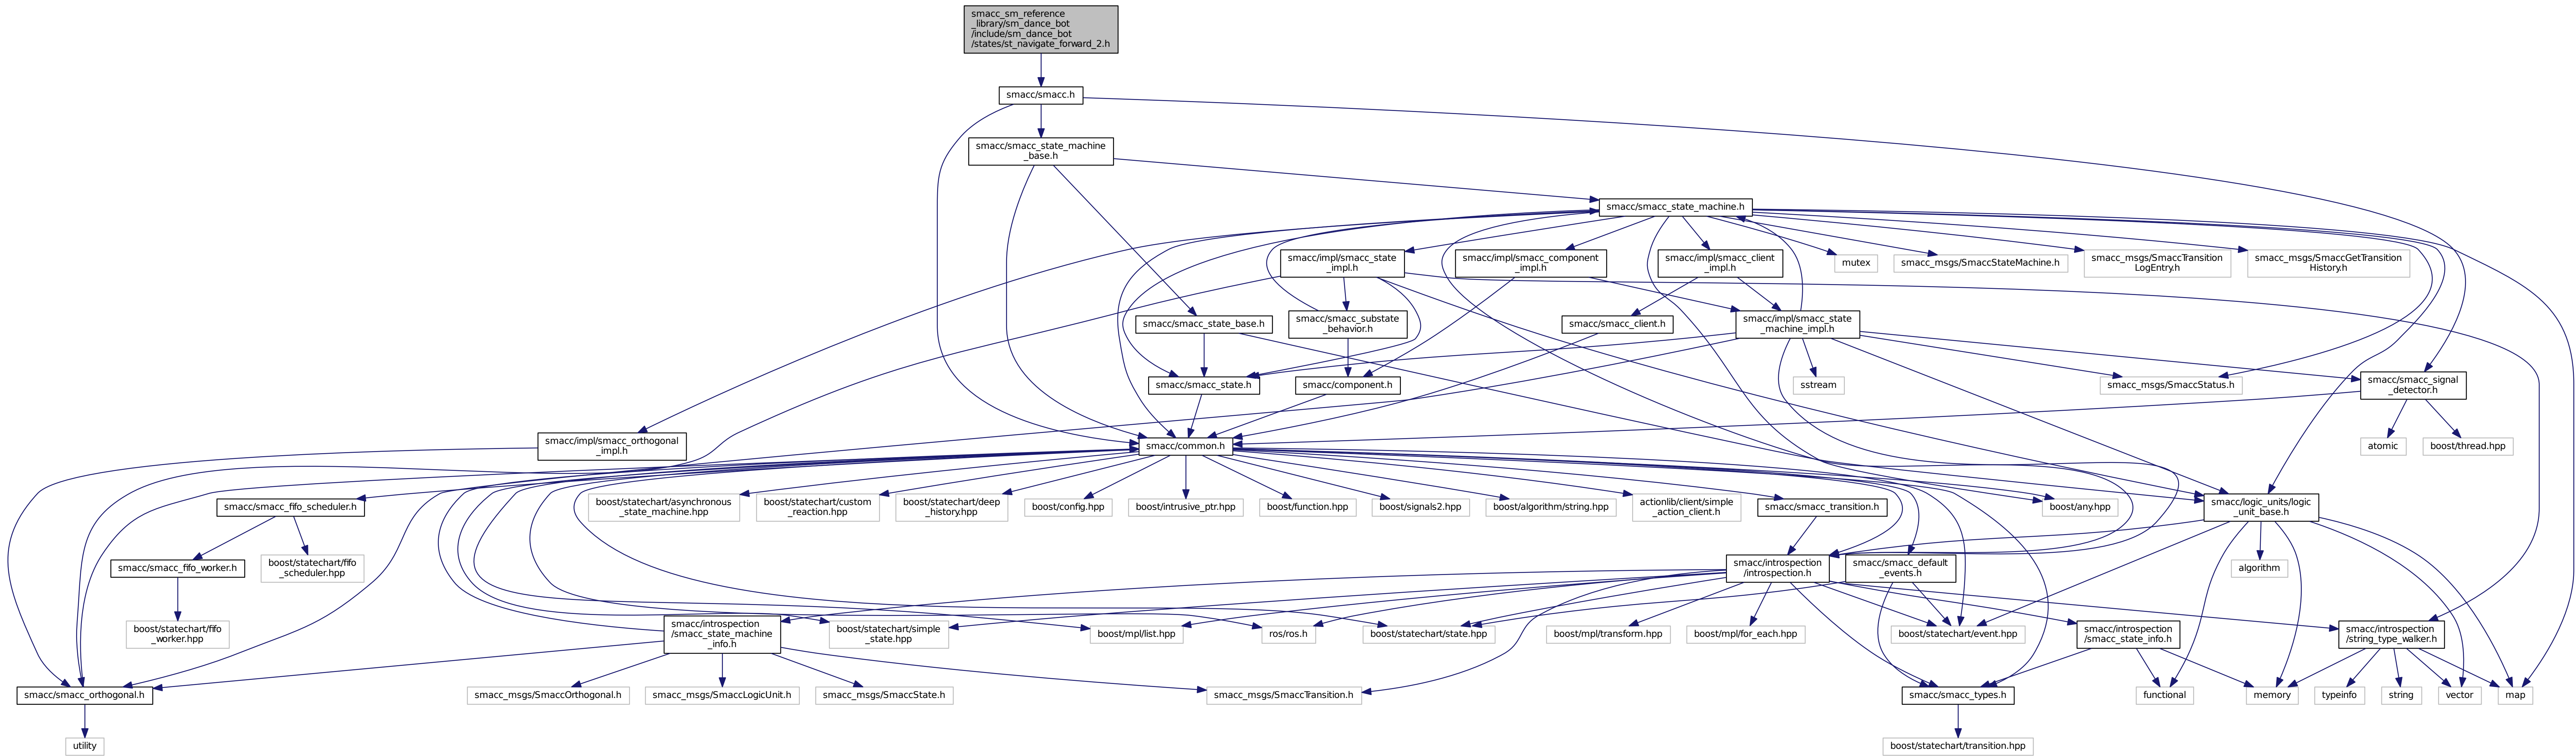 smacc_sm_reference
_library/sm_dance_bot
/include/sm_dance_bot
/states/st_navigate_forward_2.h
smacc/smacc.h
smacc/smacc_state_machine
_base.h
smacc/smacc_state_machine.h
smacc/impl/smacc_state
_impl.h
smacc/impl/smacc_component
_impl.h
smacc/impl/smacc_client
_impl.h
mutex
smacc_msgs/SmaccStateMachine.h
smacc_msgs/SmaccTransition
LogEntry.h
smacc_msgs/SmaccGetTransition
History.h
smacc/smacc_state_base.h
smacc/smacc_substate
_behavior.h
smacc/smacc_client.h
smacc/impl/smacc_state
_machine_impl.h
smacc/smacc_state.h
smacc/component.h
sstream
smacc_msgs/SmaccStatus.h
smacc/smacc_signal
_detector.h
smacc/impl/smacc_orthogonal
_impl.h
smacc/common.h
atomic
boost/thread.hpp
smacc/smacc_fifo_scheduler.h
boost/statechart/asynchronous
_state_machine.hpp
boost/statechart/custom
_reaction.hpp
boost/statechart/deep
_history.hpp
boost/config.hpp
boost/intrusive_ptr.hpp
boost/function.hpp
boost/signals2.hpp
boost/algorithm/string.hpp
actionlib/client/simple
_action_client.h
smacc/smacc_transition.h
boost/any.hpp
smacc/logic_units/logic
_unit_base.h
smacc/smacc_fifo_worker.h
boost/statechart/fifo
_scheduler.hpp
smacc/introspection
/introspection.h
smacc/smacc_default
_events.h
algorithm
boost/statechart/fifo
_worker.hpp
smacc/introspection
/smacc_state_machine
_info.h
boost/statechart/simple
_state.hpp
boost/mpl/list.hpp
ros/ros.h
boost/statechart/state.hpp
boost/mpl/transform.hpp
boost/mpl/for_each.hpp
boost/statechart/event.hpp
smacc/introspection
/smacc_state_info.h
smacc/introspection
/string_type_walker.h
smacc/smacc_orthogonal.h
smacc_msgs/SmaccOrthogonal.h
smacc_msgs/SmaccLogicUnit.h
smacc_msgs/SmaccState.h
smacc_msgs/SmaccTransition.h
smacc/smacc_types.h
functional
memory
typeinfo
string
vector
map
utility
boost/statechart/transition.hpp